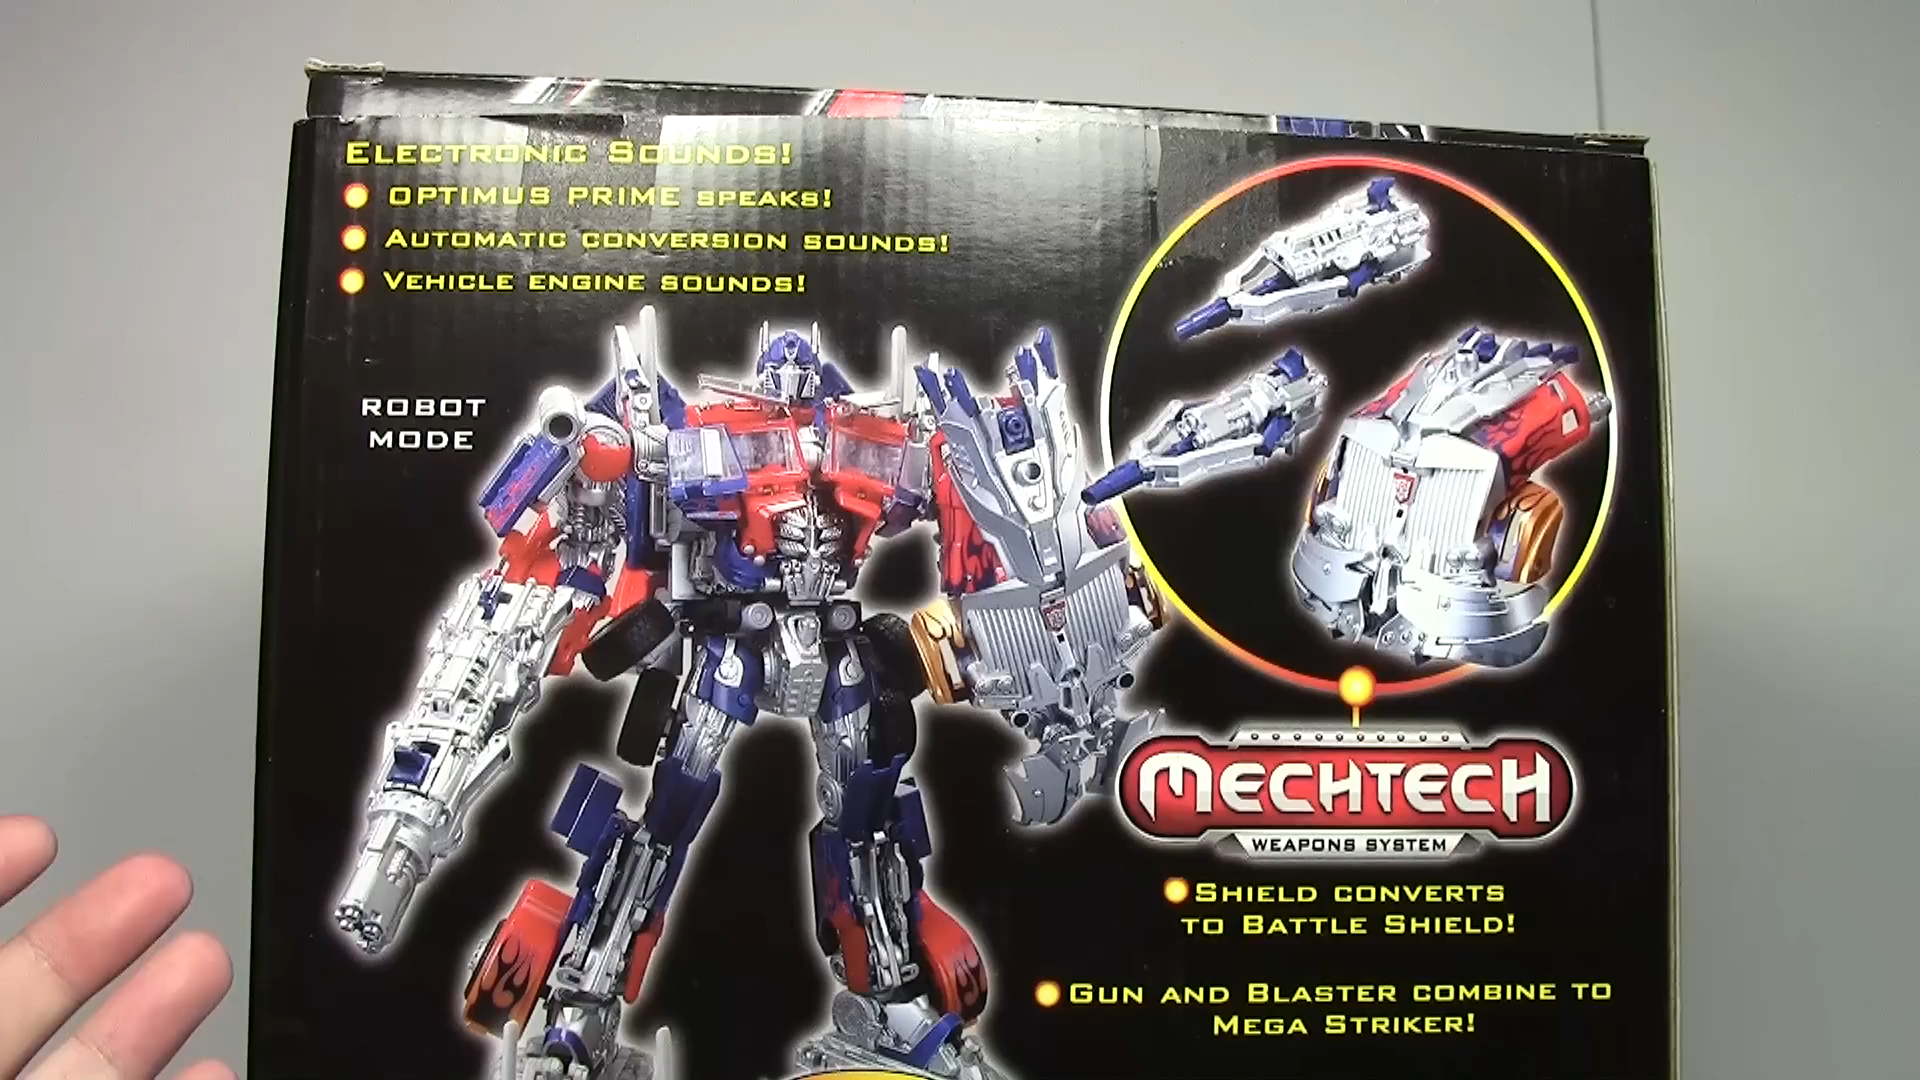 ELECTRONIC SOUNDS!
OPTIMUS PRIME SPEAKS!
AUTOMATIC CONVERSION SOUNDS!
VEHICLE ENGINE SOUNDS!
ROBOT
MODE
MECHTECH
WEAPONS SYSTEM
SHIELD CONVERTS
TO BATTLE SHIELD!
GUN AND BLASTER COMBINE TO
MEGA STRIKER!